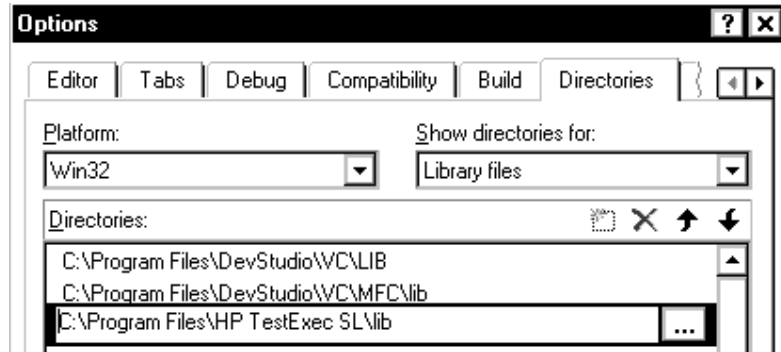 Options ? X
Editor Tabs Debug Compatibility Build Directories
Platform: Show directories for:
Win32 Library files
Directories:
C:\Program Files\DevStudio\VC\LIB
C:\Program Files\DevStudio\VC\MFC\lib
C:\Program Files\HP TestExec SL\lib ...